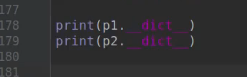 177
178 print(p1.__dict__)
179 print(p2.__dict__)
180
181